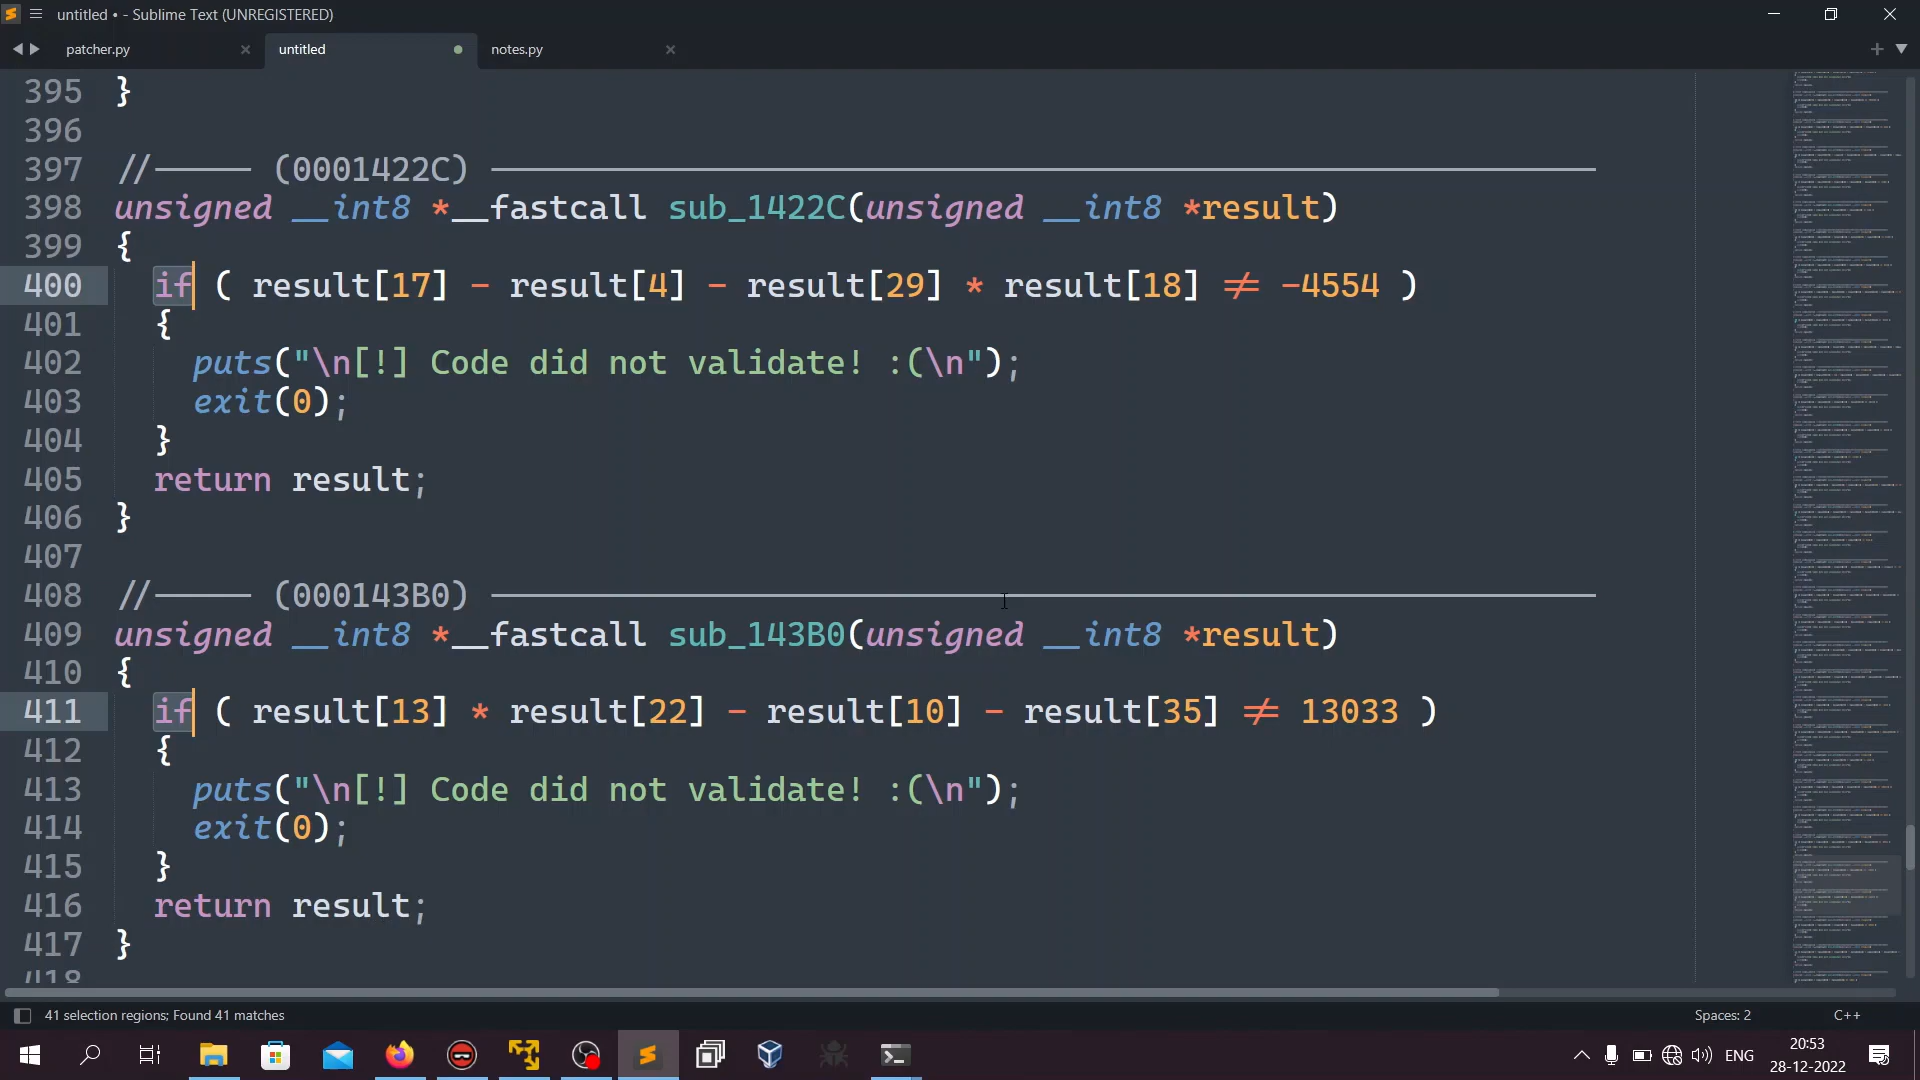 untitled • - Sublime Text (UNREGISTERED)
patcher.py
untitled
notes.py
395 }
396
397 //—— (0001422C) ——
398 unsigned __int8 *__fastcall sub_1422C(unsigned __int8 *result)
399 {
400 if ( result[17] - result[4] - result[29] * result[18] ≠ -4554 )
401 {
402 puts("\n[!] Code did not validate! :(\n");
403 exit(0);
404 }
405 return result;
406 }
407
408 //—— (000143B0) ——
409 unsigned __int8 *__fastcall sub_143B0(unsigned __int8 *result)
410 {
411 if ( result[13] * result[22] - result[10] - result[35] ≠ 13033 )
412 {
413 puts("\n[!] Code did not validate! :(\n");
414 exit(0);
415 }
416 return result;
417 }
418
41 selection regions; Found 41 matches
Spaces: 2
C++
ENG
20:53
28-12-2022